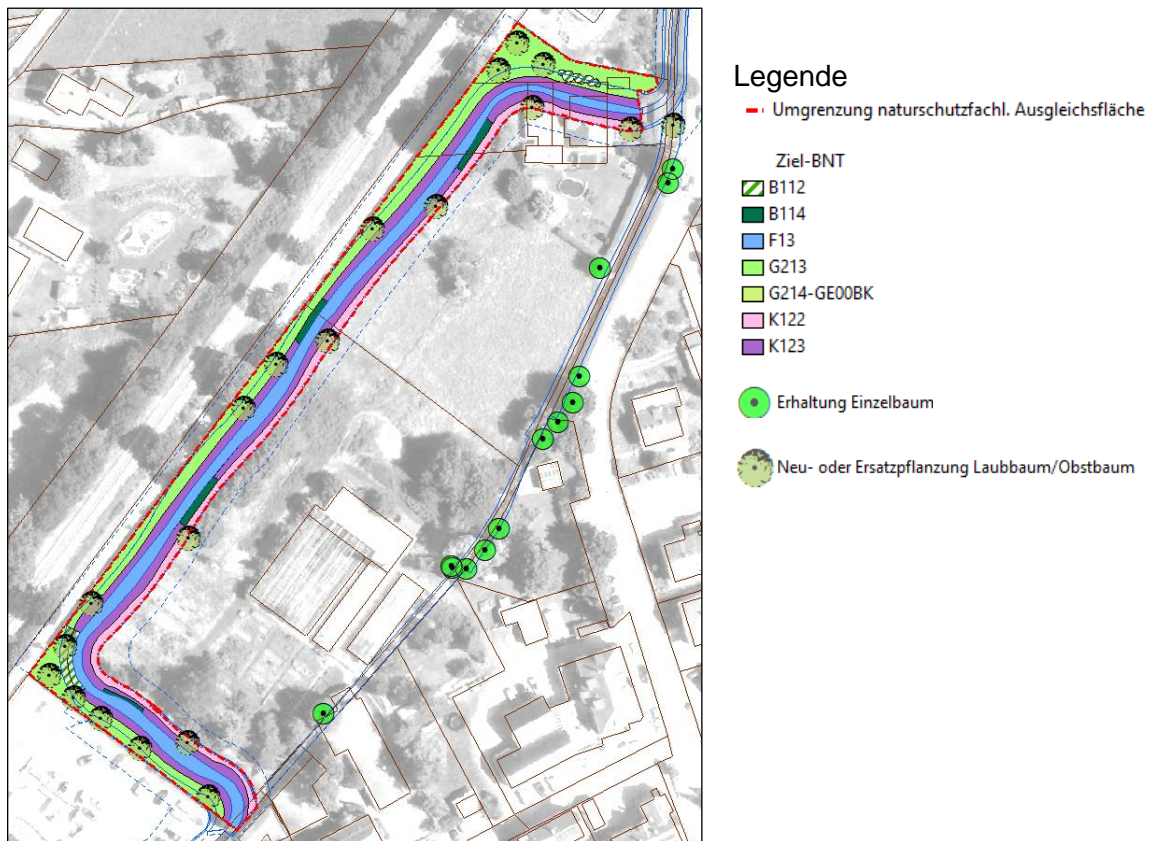 Legende
Umgrenzung naturschutzfachl. Ausgleichsfläche
Ziel-BNT
B112
B114
F13
G213
G214-GE00BK
K122
K123
Erhaltung Einzelbaum
Neu- oder Ersatzpflanzung Laubbaum/Obstbaum